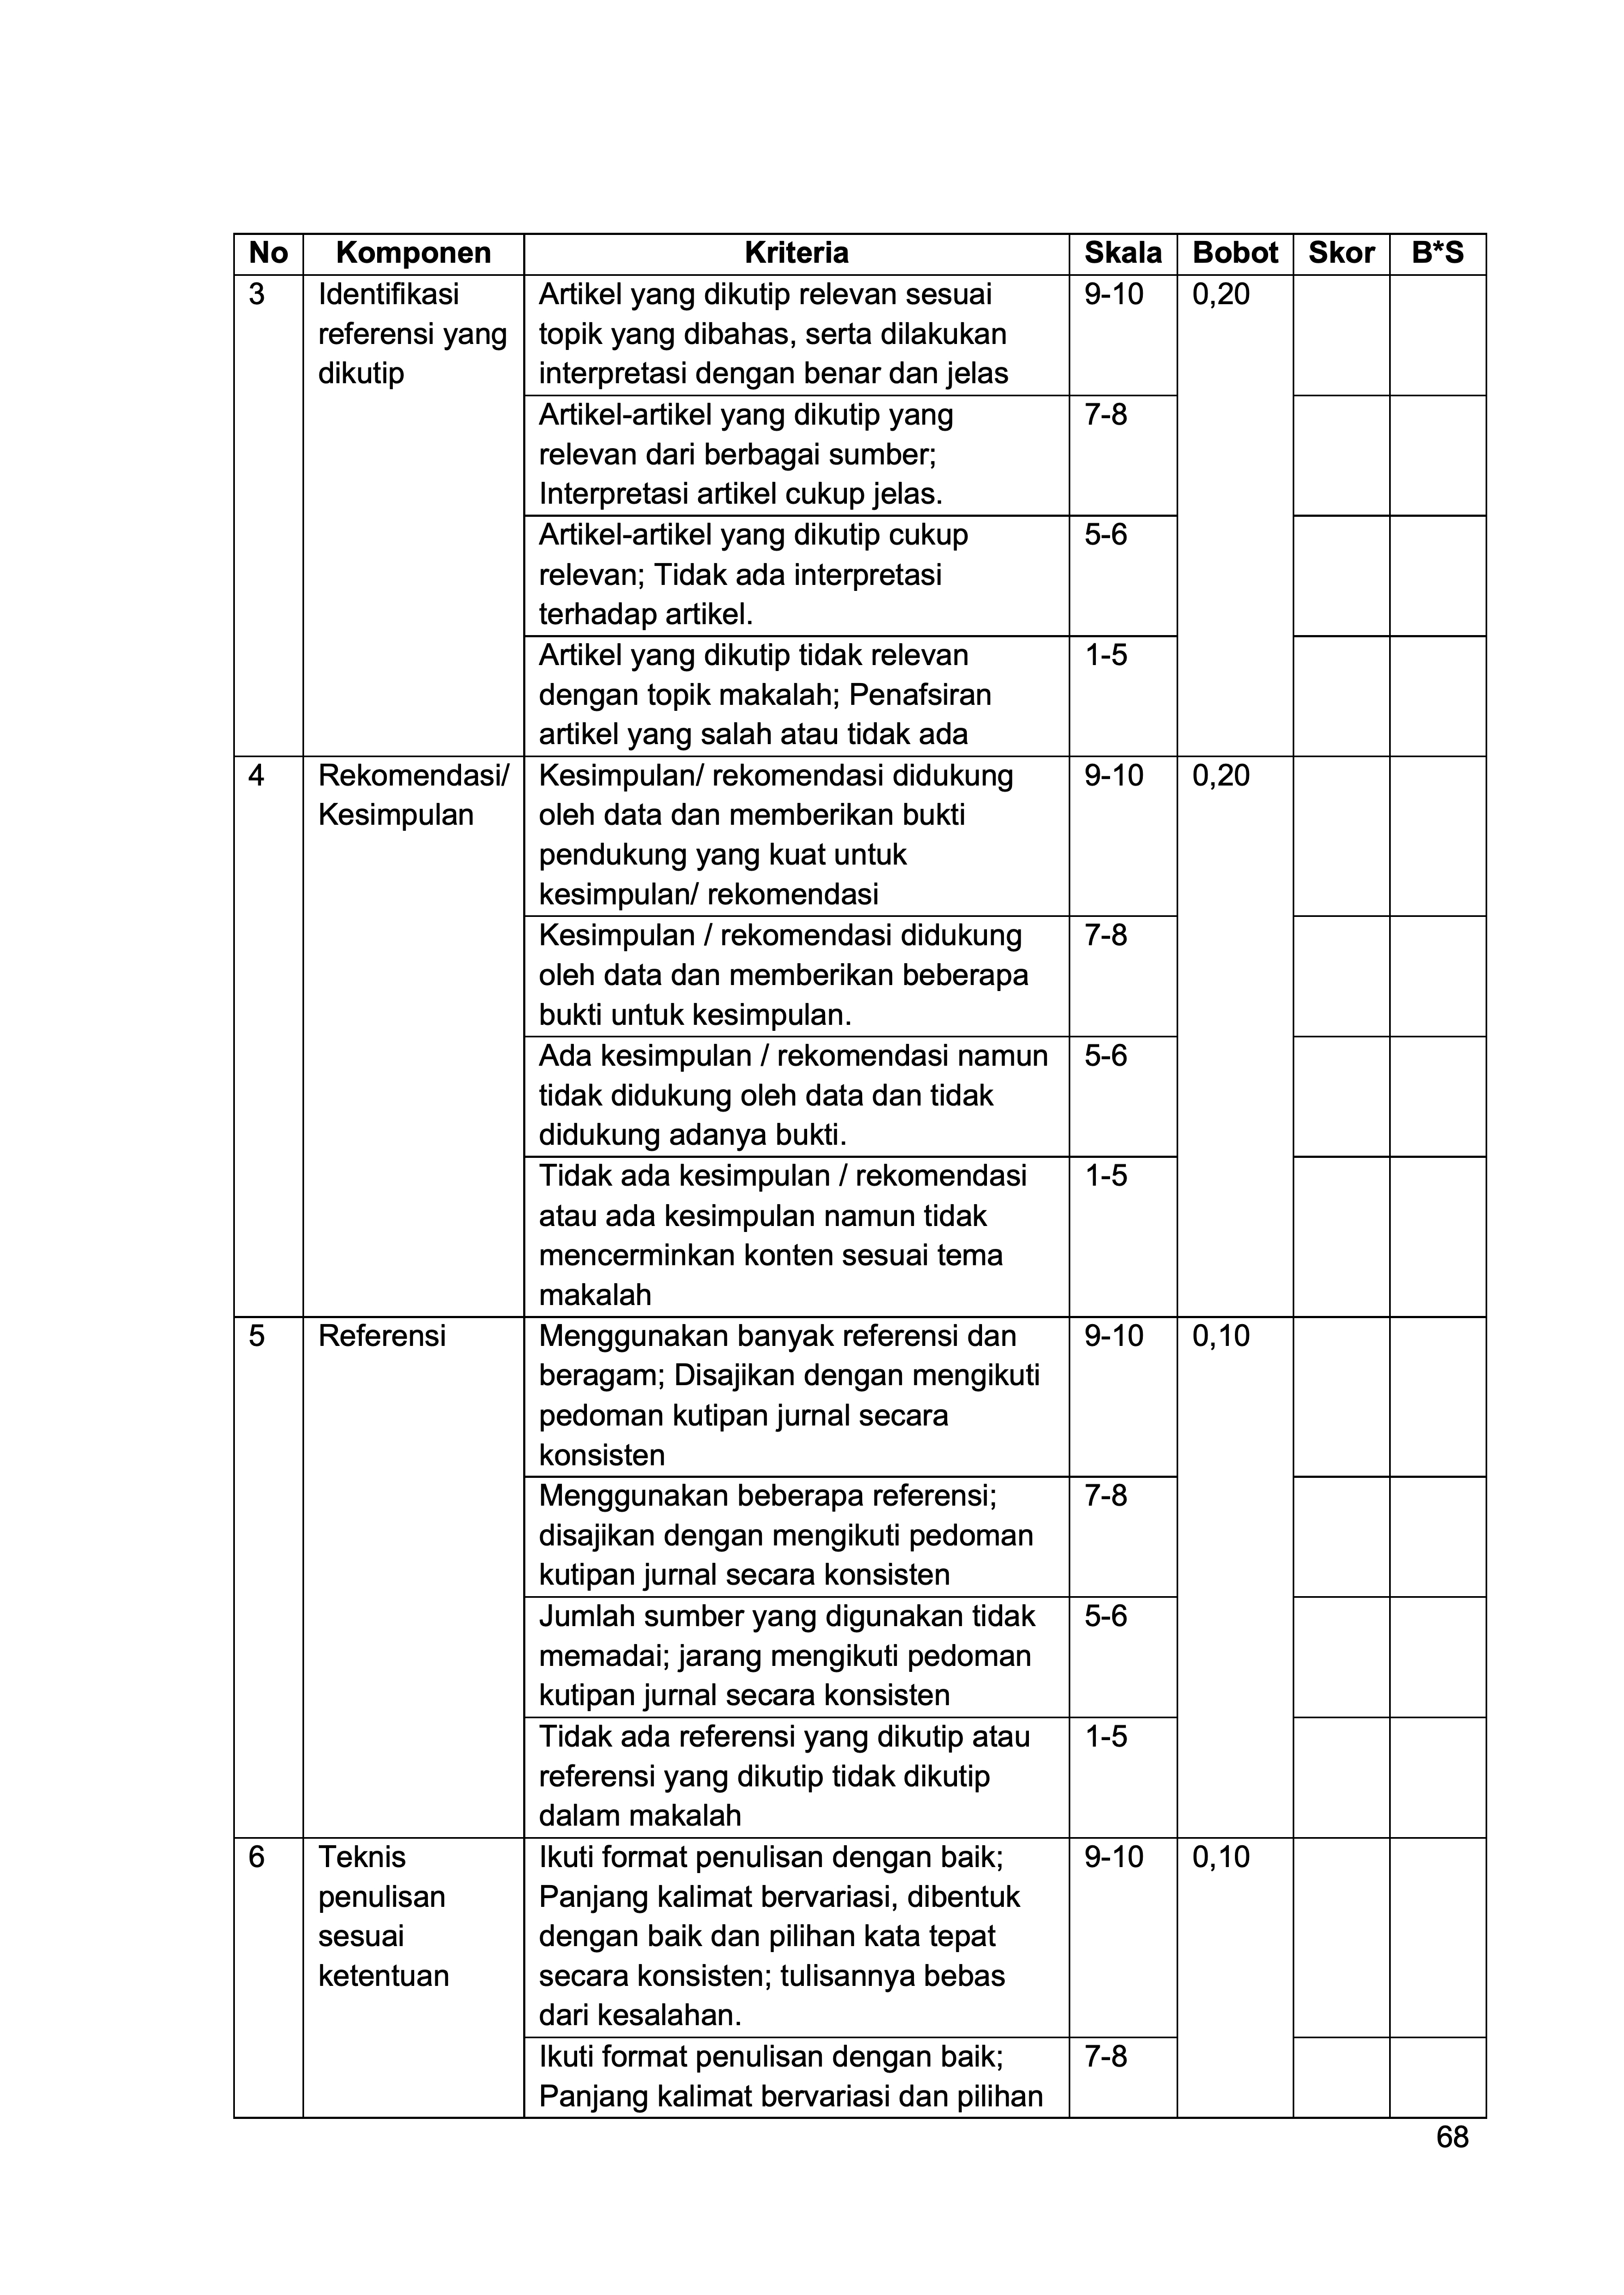 No Komponen Kriteria Skala Bobot Skor B*S
3 Identifikasi Artikel yang dikutip relevan sesuai 9-10 0,20
referensi yang topik yang dibahas, serta dilakukan
dikutip interpretasi dengan benar dan jelas
Artikel-artikel yang dikutip yang 7-8
relevan dari berbagai sumber;
Interpretasi artikel cukup jelas.
Artikel-artikel yang dikutip cukup 5-6
relevan; Tidak ada interpretasi
terhadap artikel.
Artikel yang dikutip tidak relevan 1-5
dengan topik makalah; Penafsiran
artikel yang salah atau tidak ada
4 Rekomendasi/ Kesimpulan/ rekomendasi didukung 9-10 0,20
Kesimpulan oleh data dan memberikan bukti
pendukung yang kuat untuk
kesimpulan/ rekomendasi
Kesimpulan / rekomendasi didukung 7-8
oleh data dan memberikan beberapa
bukti untuk kesimpulan.
Ada kesimpulan / rekomendasi namun 5-6
tidak didukung oleh data dan tidak
didukung adanya bukti.
Tidak ada kesimpulan / rekomendasi 1-5
atau ada kesimpulan namun tidak
mencerminkan konten sesuai tema
makalah
5 Referensi Menggunakan banyak referensi dan 9-10 0,10
beragam; Disajikan dengan mengikuti
pedoman kutipan jurnal secara
konsisten
Menggunakan beberapa referensi; 7-8
disajikan dengan mengikuti pedoman
kutipan jurnal secara konsisten
Jumlah sumber yang digunakan tidak 5-6
memadai; jarang mengikuti pedoman
kutipan jurnal secara konsisten
Tidak ada referensi yang dikutip atau 1-5
referensi yang dikutip tidak dikutip
dalam makalah
6 Teknis Ikuti format penulisan dengan baik; 9-10 0,10
penulisan Panjang kalimat bervariasi, dibentuk
sesuai dengan baik dan pilihan kata tepat
ketentuan secara konsisten; tulisannya bebas
dari kesalahan.
Ikuti format penulisan dengan baik; 7-8
Panjang kalimat bervariasi dan pilihan
68